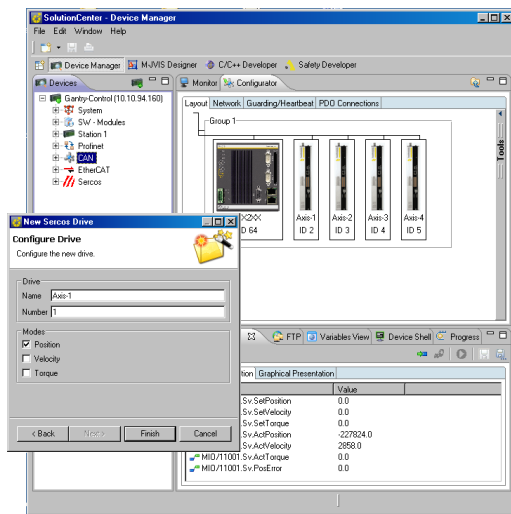 SolutionCenter - Device Manager
File Edit Window Help
Device Manager M-JVIS Designer C/C++ Developer Safety Developer
Devices
Gantry-Control (10.10.94.160)
System
SW - Modules
Station 1
Profinet
CAN
EtherCAT
Sercos
Monitor Configurator
Layout Network Guarding/Heartbeat PDO Connections
Group 1
Tools
X2XX Axis-1 Axis-2 Axis-3 Axis-4
D 64 ID 2 ID 3 ID 4 ID 5
New Sercos Drive
Configure Drive
Configure the new drive.
Drive
Name Axis-1
Number 1
Modes
Position
Velocity
Torque
< Back Next > Finish Cancel
FTP Variables View Device Shell Progress
tion Graphical Presentation
Value
.Sv.SetPosition 0.0
.Sv.SetVelocity 0.0
.Sv.SetTorque 0.0
.Sv.ActPosition -227824.0
.Sv.ActVelocity 2858.0
MIO/11001.Sv.ActTorque 0.0
MIO/11001.Sv.PosError 0.0